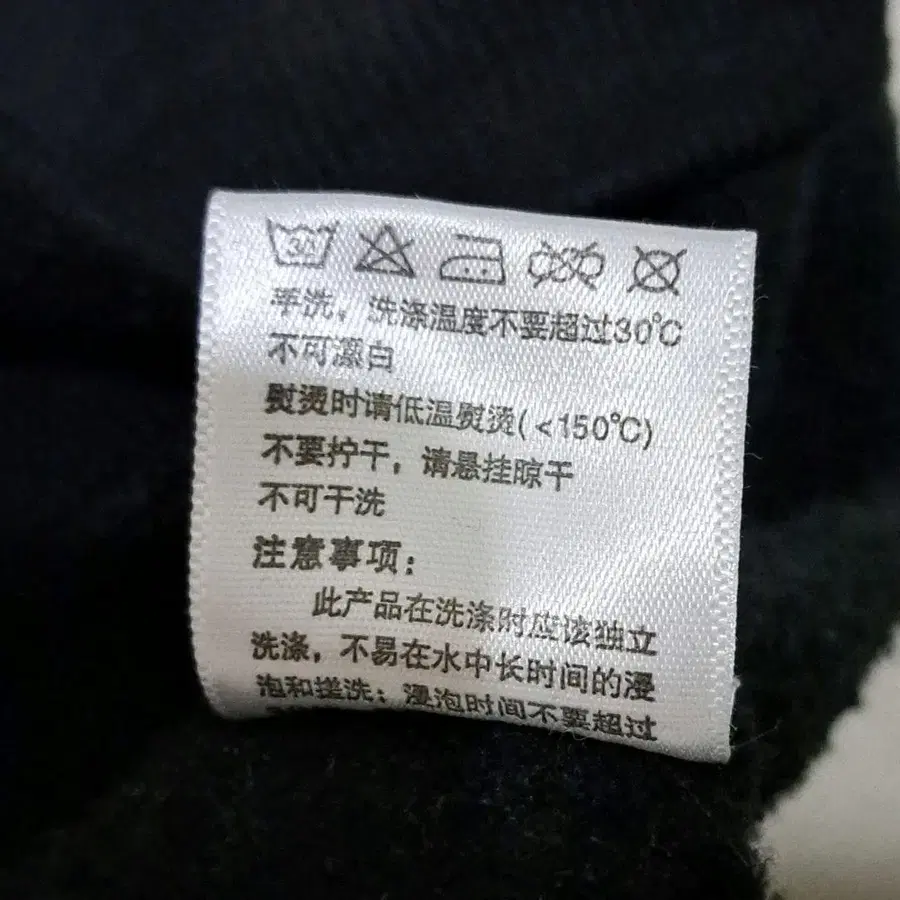 30
手洗，洗涤温度不要超过30℃
不可漂白
熨烫时请低温熨烫(<150℃)
不要拧干，请悬挂晾干
不可干洗
注意事项：
此产品在洗涤时应该独立
洗涤，不易在水中长时间的浸
泡和搓洗；浸泡时间不要超过